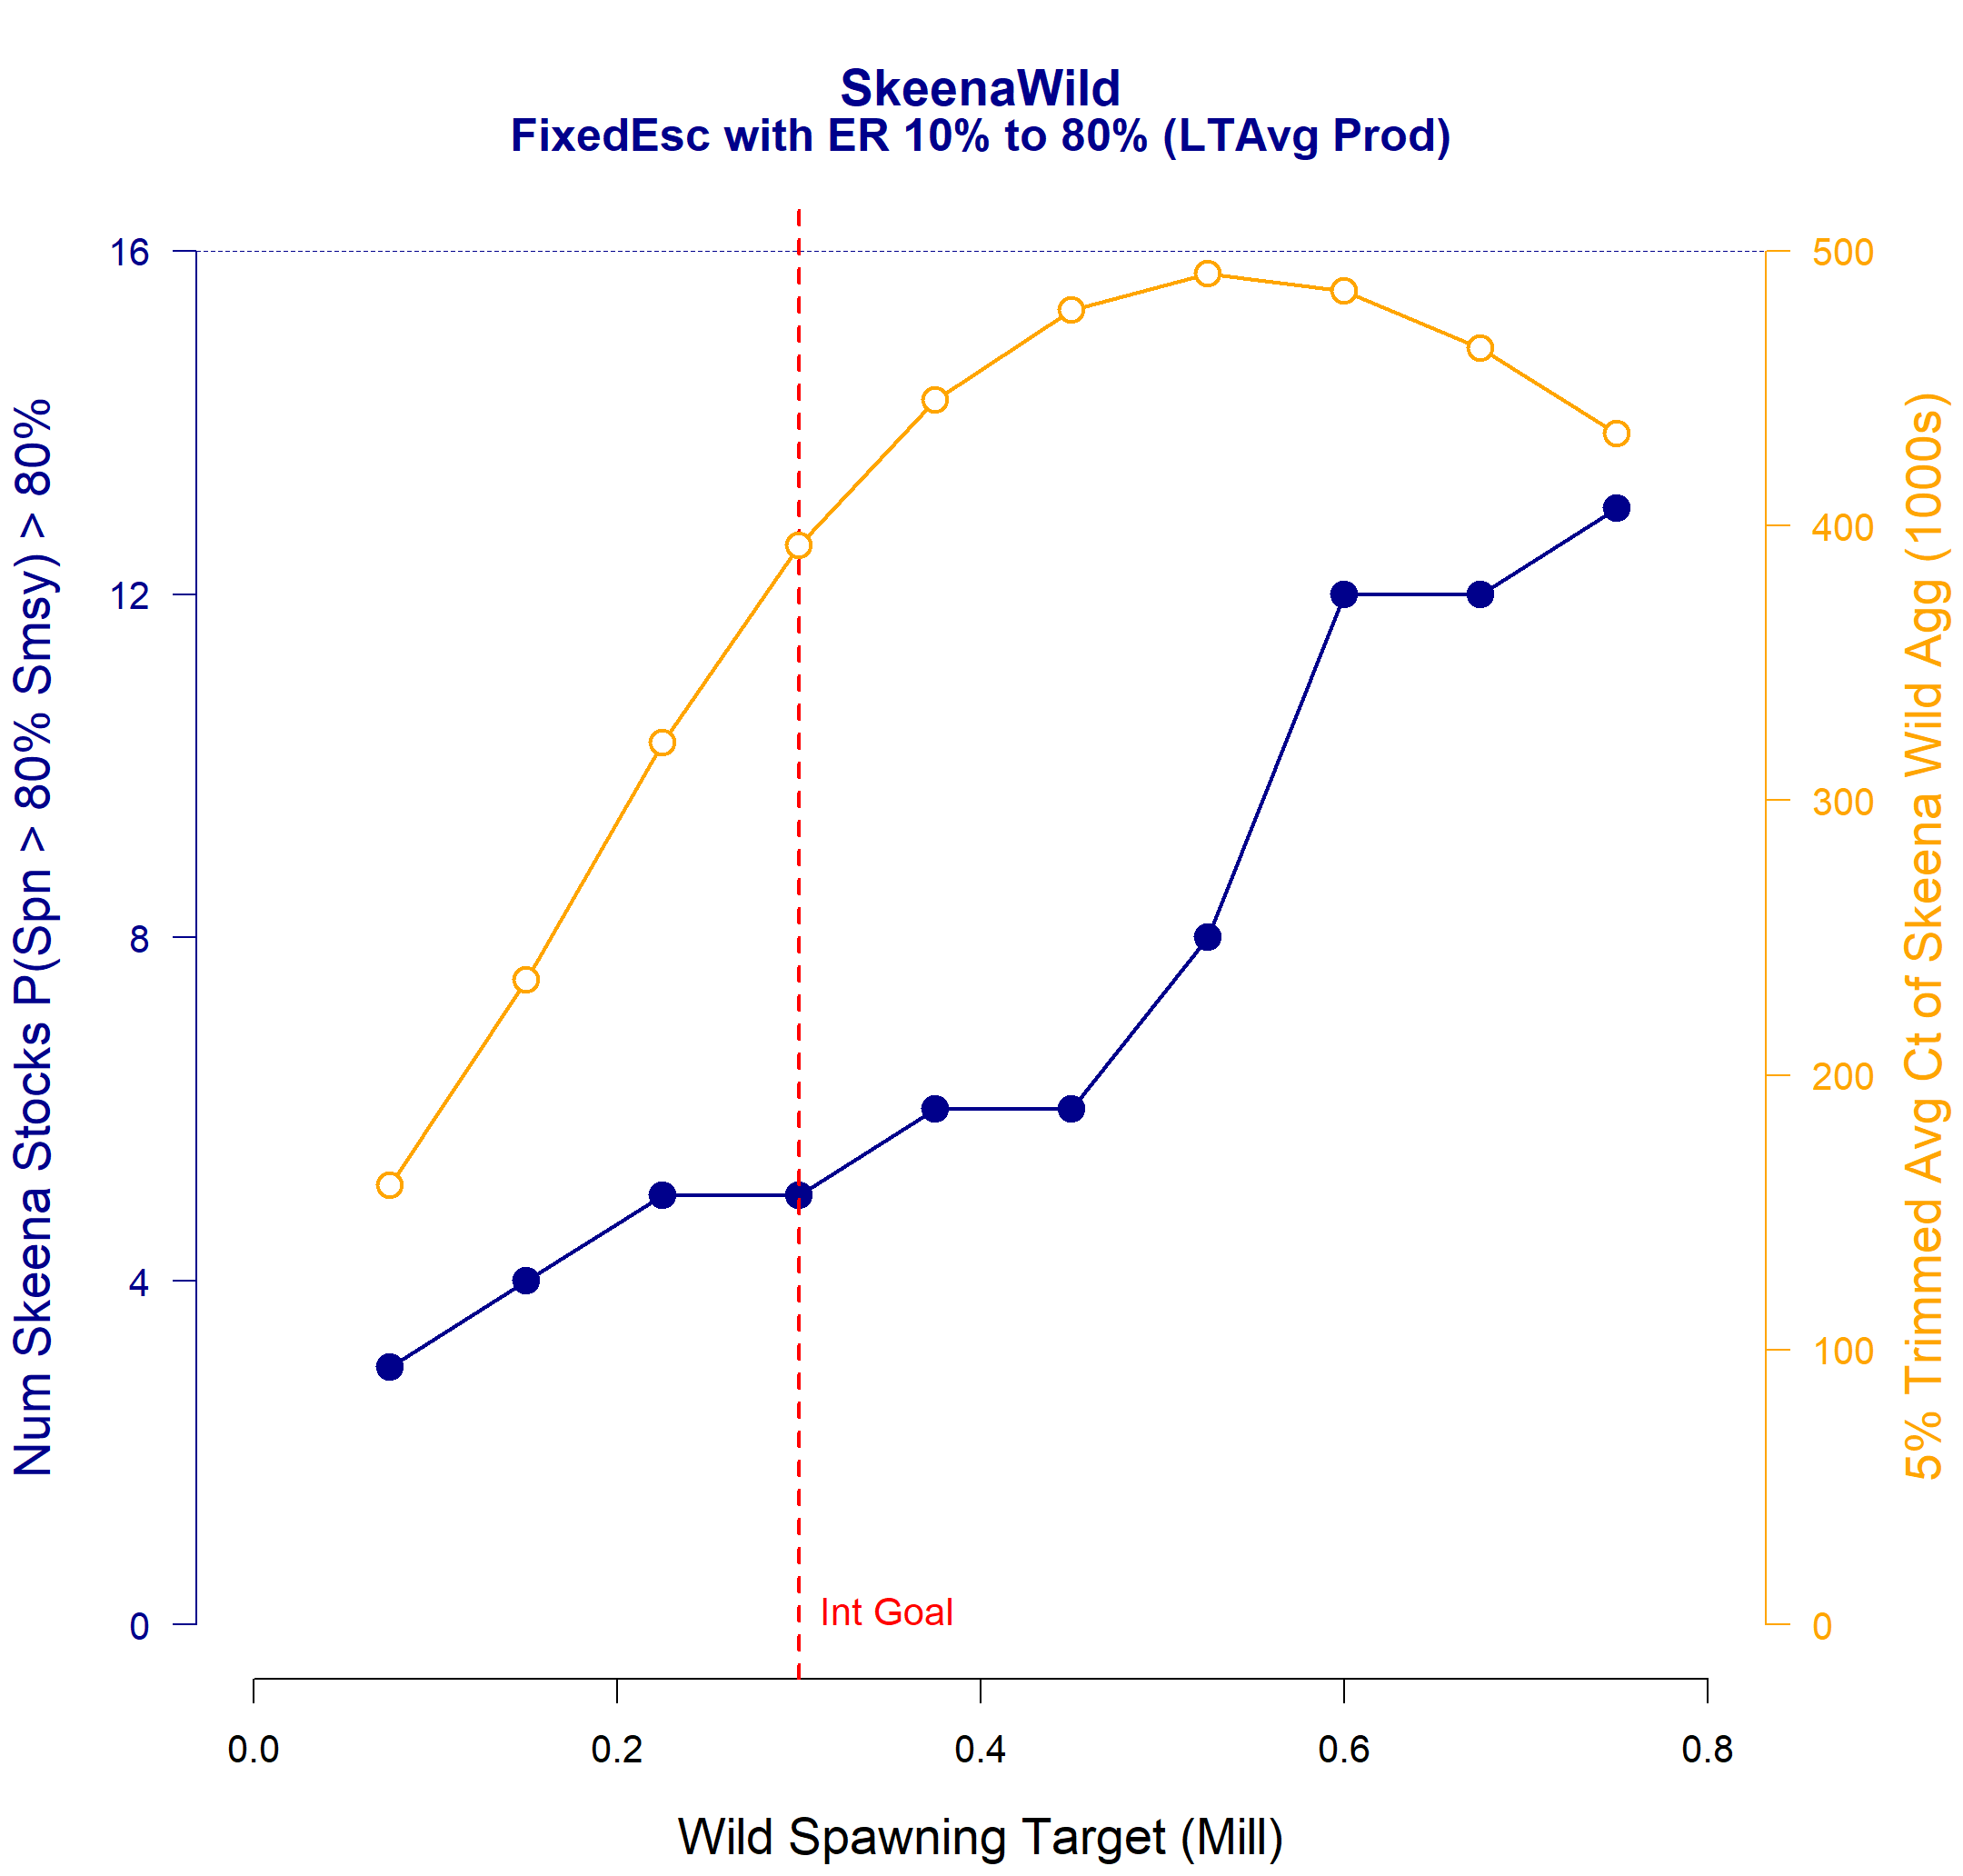 SkeenaWild
FixedEsc with ER 10% to 80% (LTAvg Prod)
Num Skeena Stocks P(Spn > 80% Smsy) > 80%
16
12
8
4
0
500
400
300
200
100
0
5% Trimmed Avg Ct of Skeena Wild Agg (1000s)
Int Goal
0.0 0.2 0.4 0.6 0.8
Wild Spawning Target (Mill)